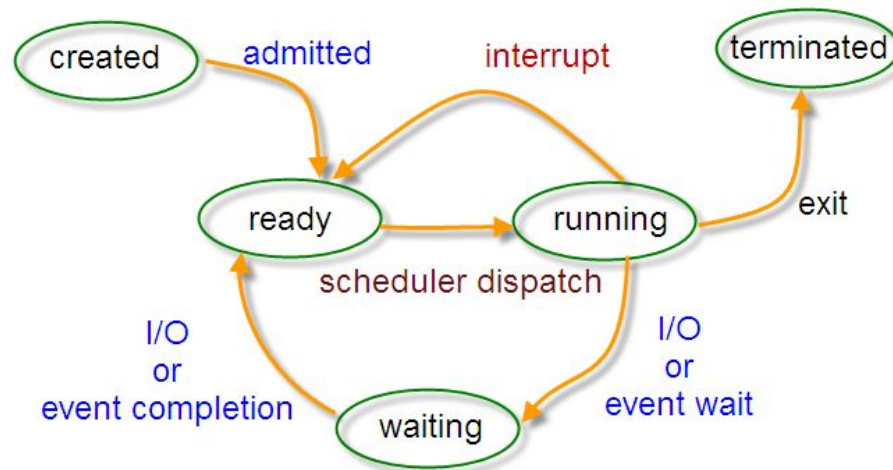 created
admitted
interrupt
terminated
ready
running
exit
scheduler dispatch
I/O
or
event completion
I/O
or
event wait
waiting